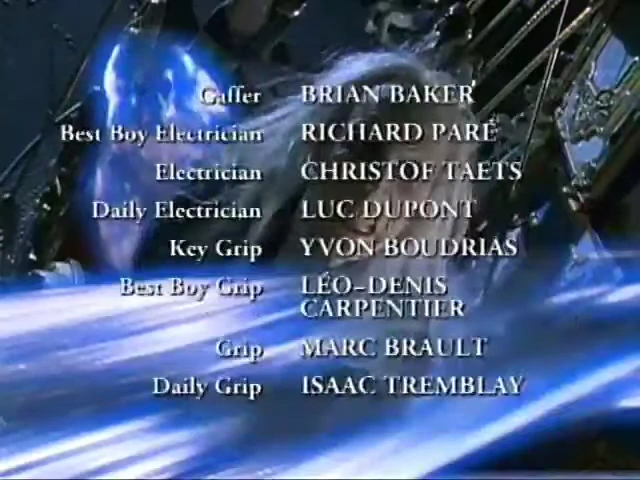 Gaffer BRIAN BAKER
Best Boy Electrician RICHARD PARÉ
Electrician CHRISTOF TAETS
Daily Electrician LUC DUPONT
Key Grip YVON BOUDRIAS
Best Boy Grip LÉO-DENIS
CARPENTIER
Grip MARC BRAULT
Daily Grip ISAAC TREMBLAY